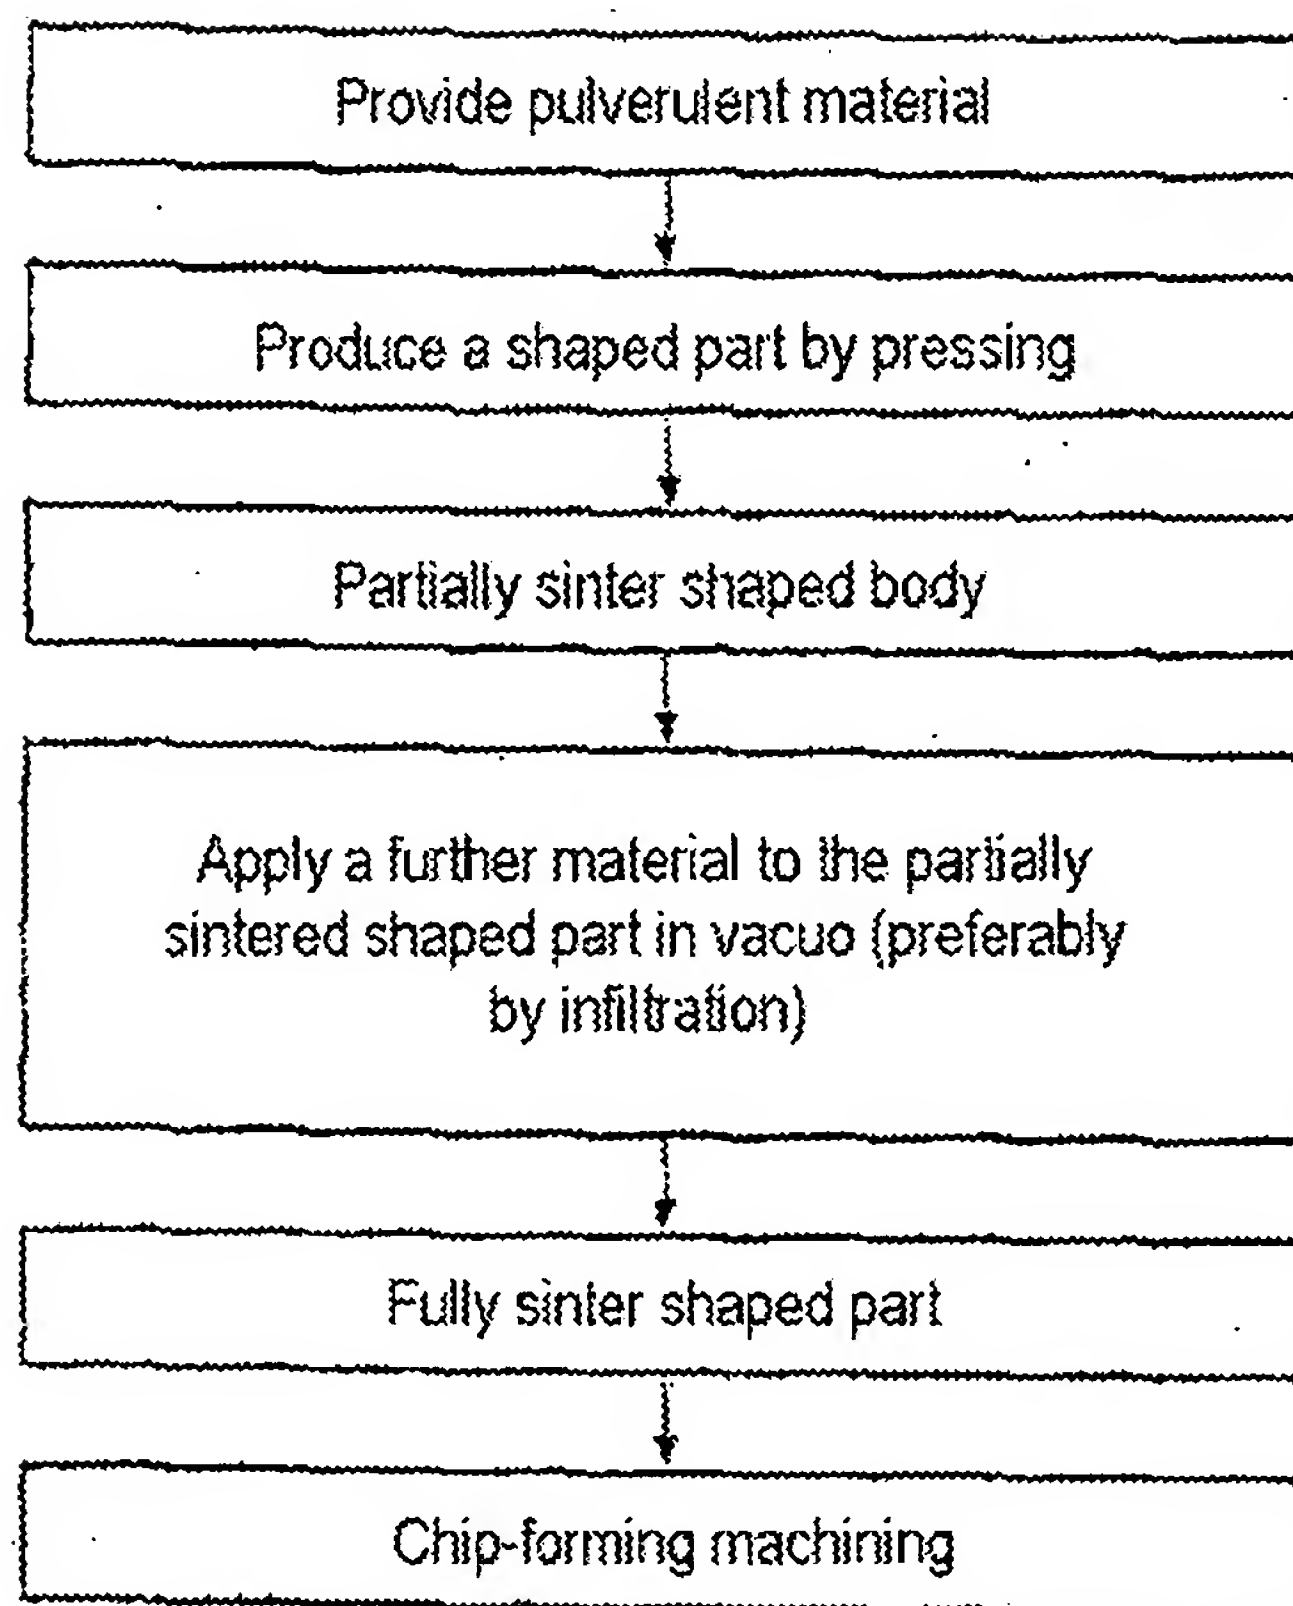 Provide pulverulent material
Produce a shaped part by pressing
Partially sinter shaped body
Apply a further material to the partially
sintered shaped part in vacuo (preferably
by infiltration)
Fully sinter shaped part
Chip-forming machining